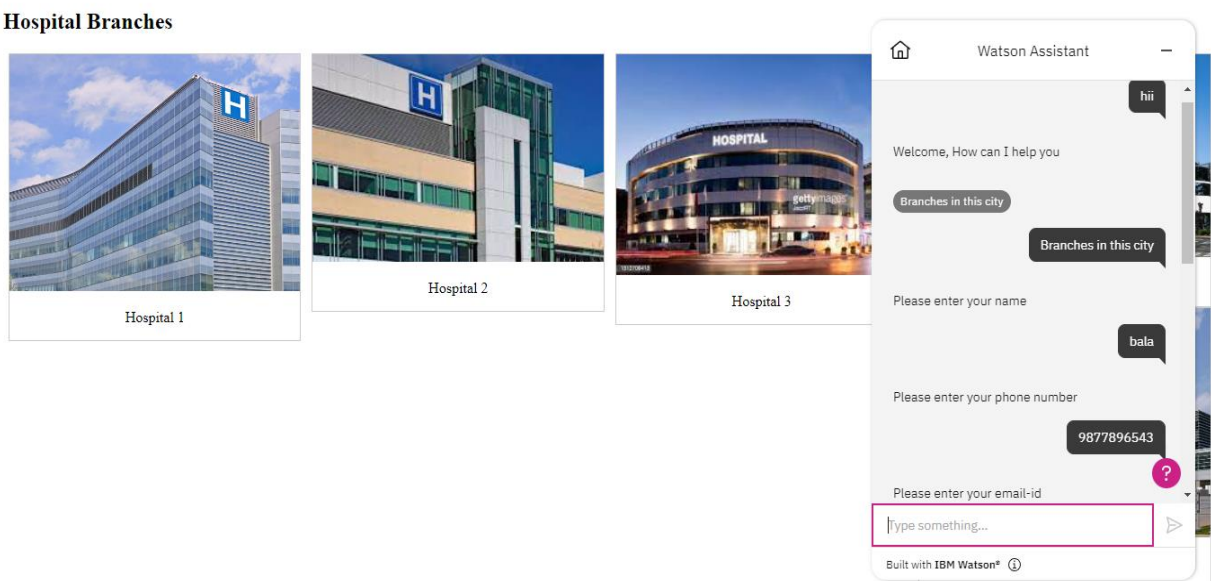 Hospital Branches
H
Hospital 1
H
Hospital 2
HOSPITAL
gettyimages
1312706413
Hospital 3
Watson Assistant
hii
Welcome, How can I help you
Branches in this city
Branches in this city
Please enter your name
bala
Please enter your phone number
9877896543
?
Please enter your email-id
Type something...
Built with IBM Watson®